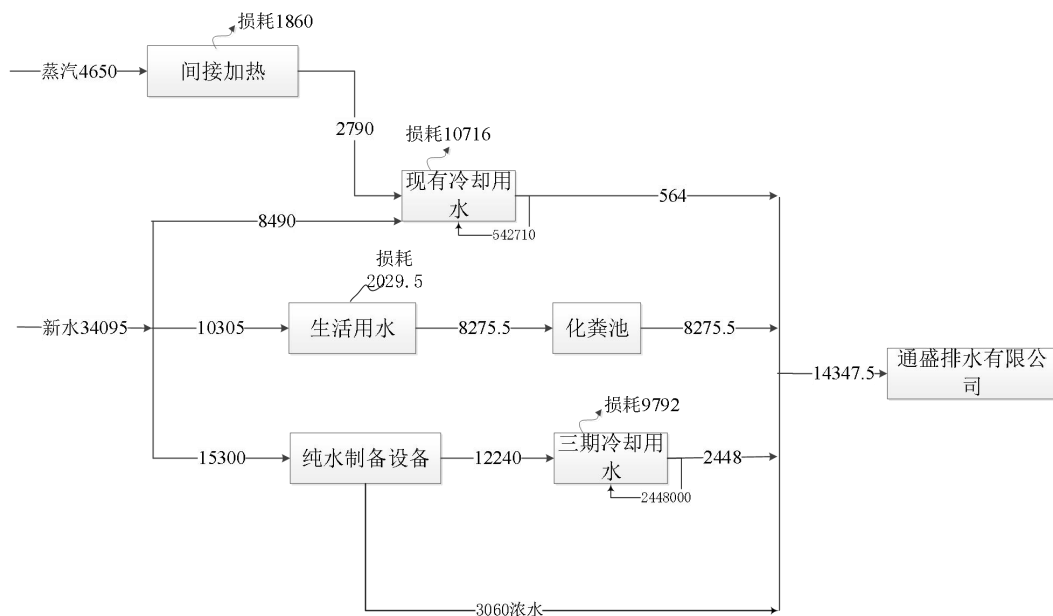 损耗1860
蒸汽4650
间接加热
2790
损耗10716
现有冷却用
水
564
8490
542710
损耗
2029.5
新水34095
10305
生活用水
8275.5
化粪池
8275.5
14347.5
通盛排水有限公
司
损耗9792
15300
纯水制备设备
12240
三期冷却用
水
2448
2448000
3060浓水